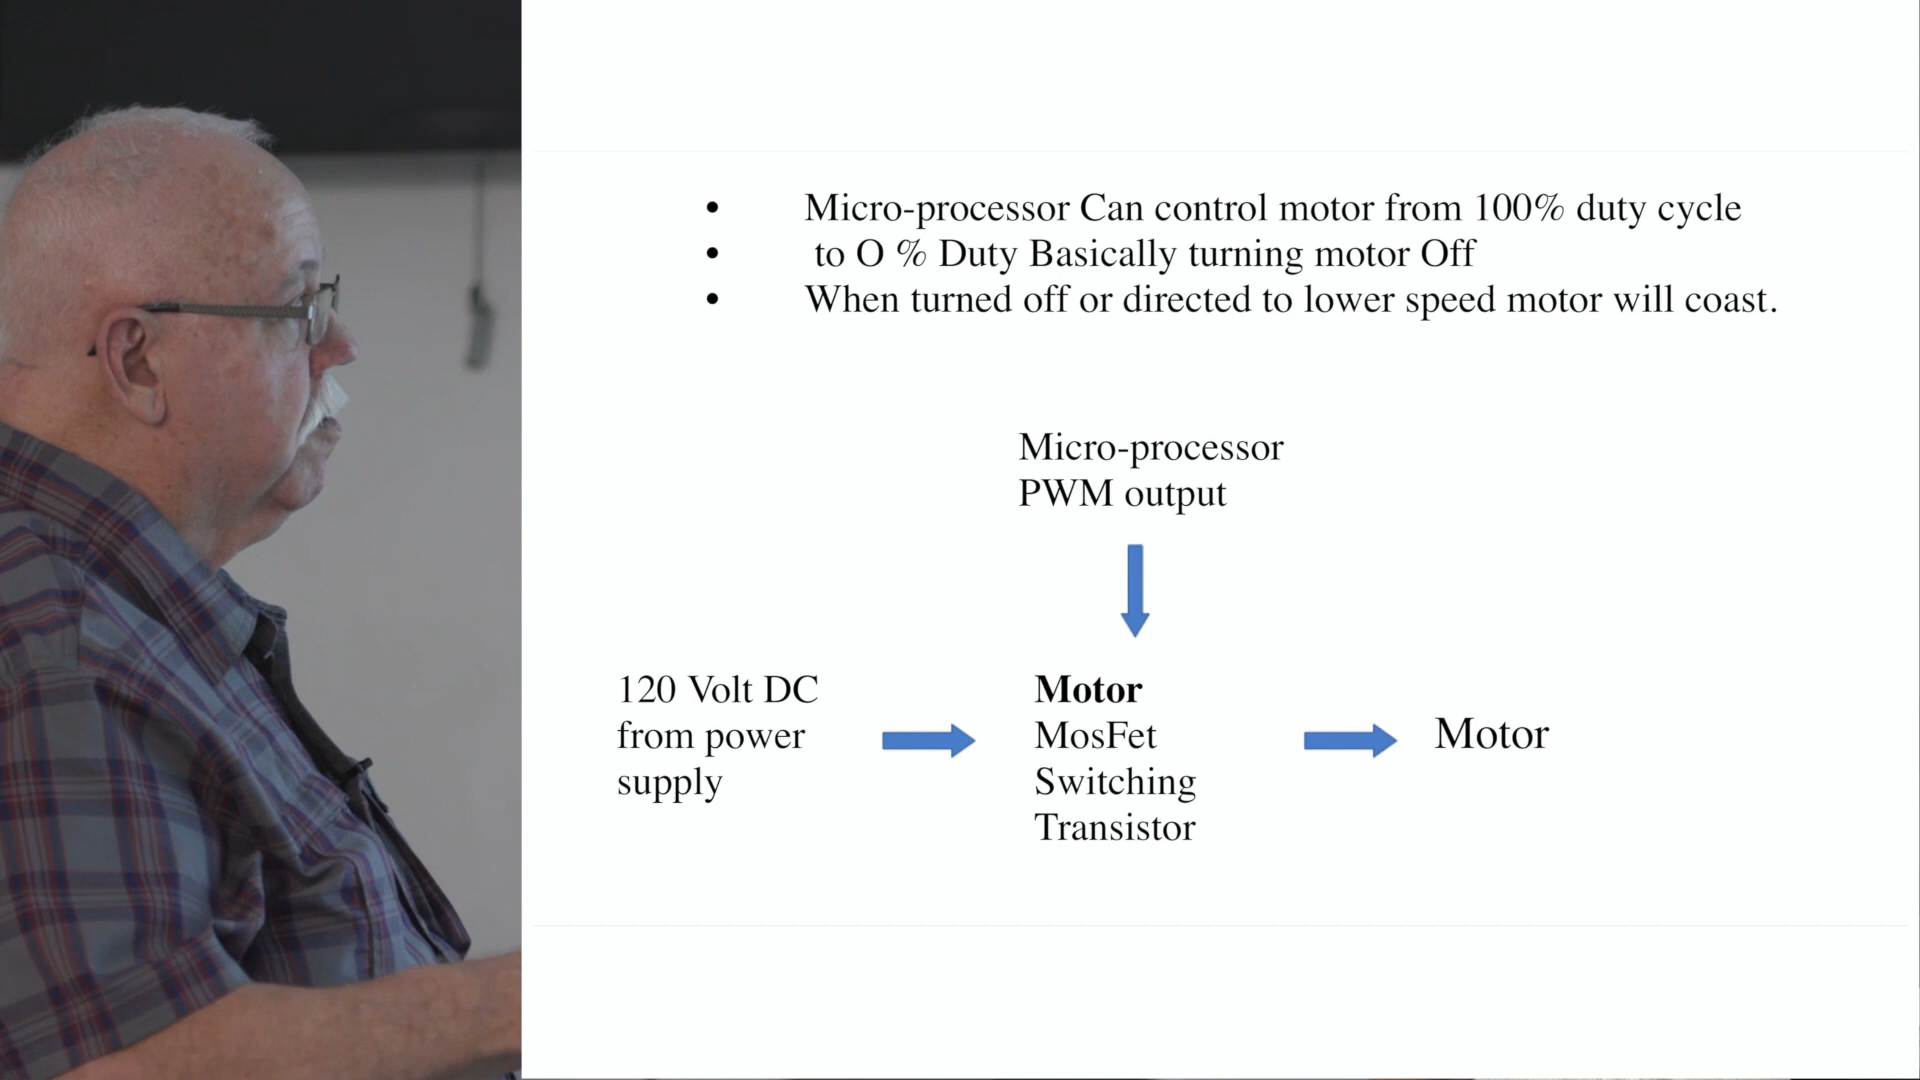 • Micro-processor Can control motor from 100% duty cycle
• to O % Duty Basically turning motor Off
• When turned off or directed to lower speed motor will coast.
Micro-processor
PWM output
120 Volt DC
from power
supply
Motor
MosFet
Switching
Transistor
Motor